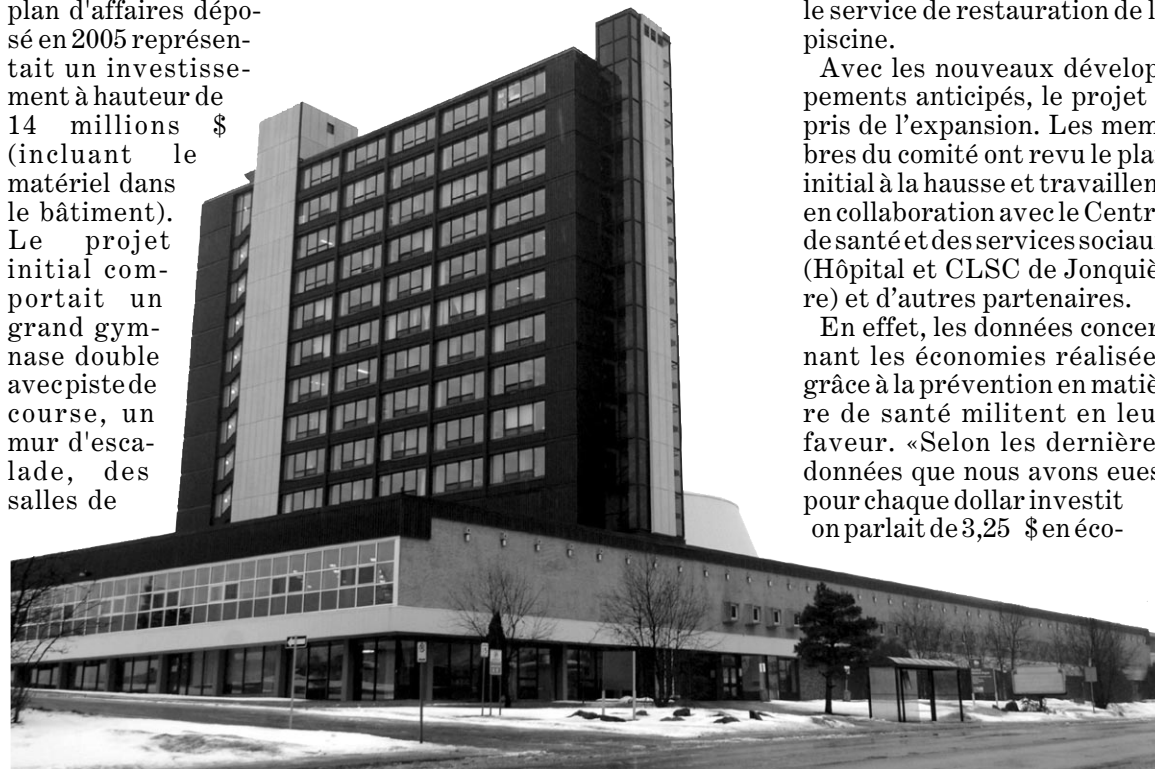 plan d'affaires dépo-
sé en 2005 représen-
tait un investisse-
ment à hauteur de
14 millions $
(incluant le
matériel dans
le bâtiment).
Le projet
initial com-
portait un
grand gym-
nase double
avec piste de
course, un
mur d'esca-
lade, des
salles de
le service de restauration de l
piscine.
Avec les nouveaux dévelop
pements anticipés, le projet
pris de l’expansion. Les mem
bres du comité ont revu le pla
initial à la hausse et travaillen
en collaboration avec le Centr
de santé et des services sociau
(Hôpital et CLSC de Jonquiè
re) et d’autres partenaires.
En effet, les données concer
nant les économies réalisée
grâce à la prévention en matiè
re de santé militent en leu
faveur. «Selon les dernière
données que nous avons eues
pour chaque dollar investit
on parlait de 3,25 $ en éco-